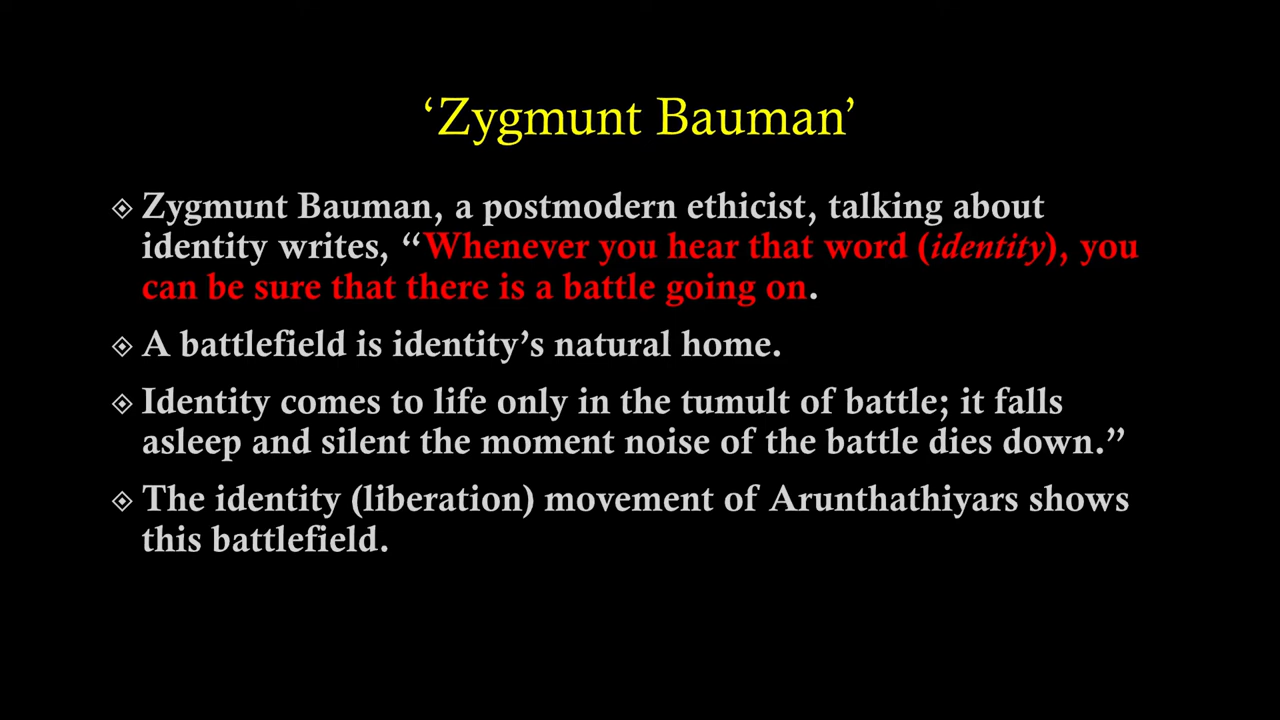 ‘Zygmunt Bauman’
Zygmunt Bauman, a postmodern ethicist, talking about
identity writes, “Whenever you hear that word (identity), you
can be sure that there is a battle going on.
A battlefield is identity’s natural home.
Identity comes to life only in the tumult of battle; it falls
asleep and silent the moment noise of the battle dies down.”
The identity (liberation) movement of Arunthathiyars shows
this battlefield.